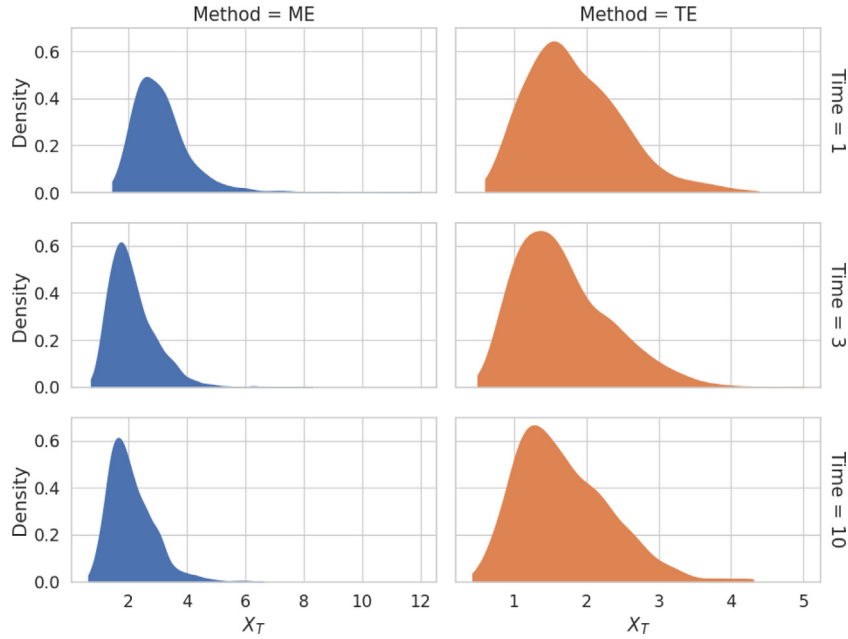 Method = ME
Method = TE
Density
0.6
0.4
0.2
0.0
Time = 1
Density
0.6
0.4
0.2
0.0
Time = 3
Density
0.6
0.4
0.2
0.0
Time = 10
2 4 6 8 10 12
1 2 3 4 5
X_T
X_T